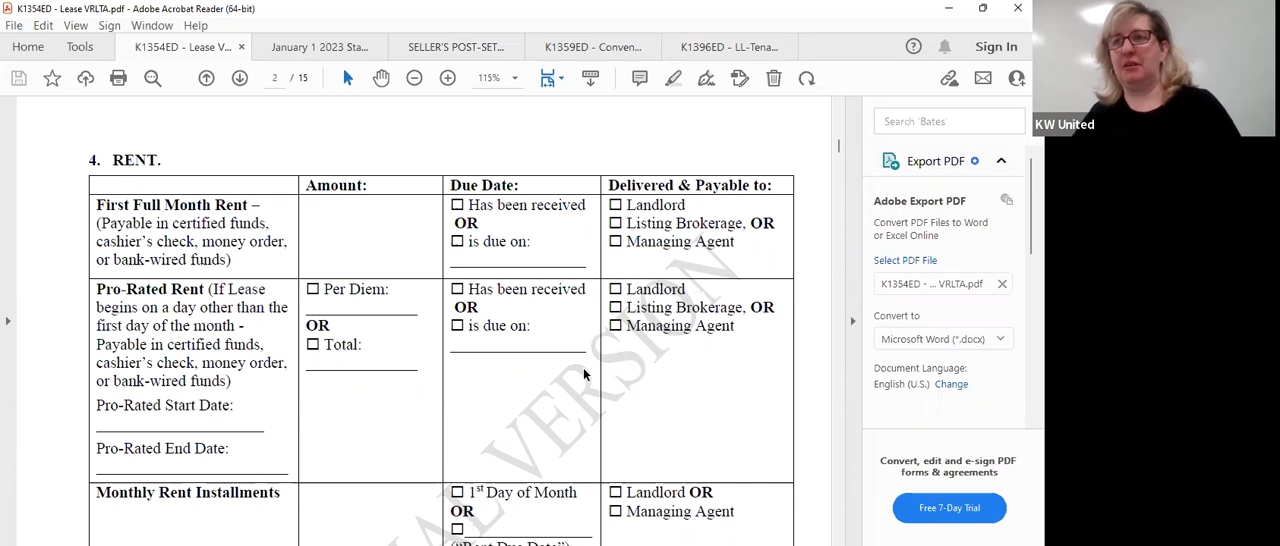 K1354ED - Lease VRLTA.pdf - Adobe Acrobat Reader (64-bit)
File Edit View Sign Window Help
Home Tools K1354ED - Lease V... × January 1 2023 Sta... SELLER'S POST-SET... K1359ED - Conven... K1396ED - LL-Tena... Sign In
2 / 15 115%
KW United
4. RENT.
Amount: Due Date: Delivered & Payable to:
First Full Month Rent – ☐ Has been received ☐ Landlord
(Payable in certified funds, OR ☐ Listing Brokerage, OR
cashier's check, money order, ☐ is due on: ☐ Managing Agent
or bank-wired funds)
Pro-Rated Rent (If Lease ☐ Per Diem: ☐ Has been received ☐ Landlord
begins on a day other than the OR ☐ Listing Brokerage, OR
first day of the month - OR ☐ is due on: ☐ Managing Agent
Payable in certified funds, ☐ Total:
cashier's check, money order,
or bank-wired funds)
Pro-Rated Start Date:
Pro-Rated End Date:
Monthly Rent Installments ☐ 1st Day of Month ☐ Landlord OR
OR ☐ Managing Agent
☐
("Rent Due Date")
Search 'Bates'
Export PDF
Adobe Export PDF
Convert PDF Files to Word
or Excel Online
Select PDF File
K1354ED - ... VRLTA.pdf ×
Convert to
Microsoft Word (*.docx)
Document Language:
English (U.S.) Change
Convert, edit and e-sign PDF
forms & agreements
Free 7-Day Trial
IAL VERSION